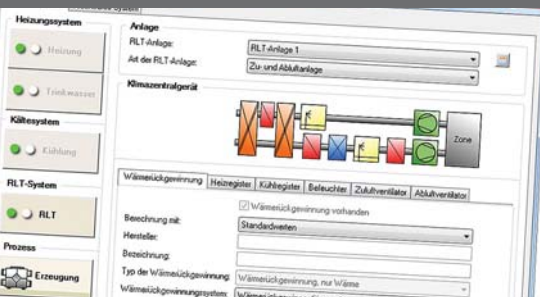 Heizungssystem
Heizung
Trinkwasser
Kältesystem
Kühlung
RLT-System
RLT
Prozess
Erzeugung
Anlage
RLT-Anlage: RLT-Anlage 1
Art der RLT-Anlage: Zu- und Abluftanlage
Klimazentralgerät
Zone
Wärmerückgewinnung Heizregister Kühlregister Befeuchter Zuluftventilator Abluftventilator
Wärmerückgewinnung vorhanden
Berechnung mit: Standardwerten
Hersteller:
Bezeichnung:
Typ der Wärmerückgewinnung: Wärmerückgewinnung, nur Wärme
Wärmerückgewinnungssystem: